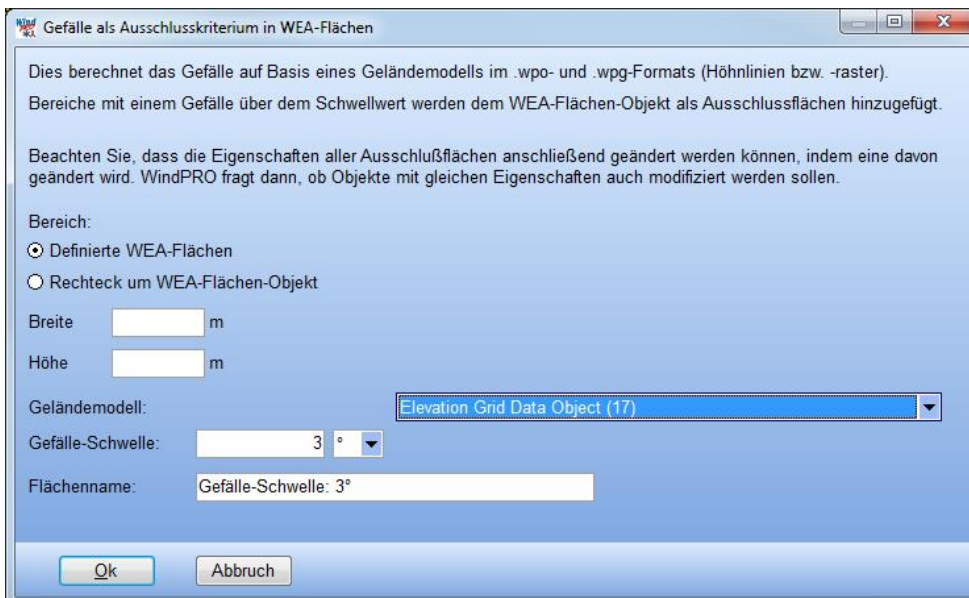 Gefälle als Ausschlusskriterium in WEA-Flächen
Dies berechnet das Gefälle auf Basis eines Geländemodells im .wpo- und .wpg-Formats (Höhnlinien bzw. -raster).
Bereiche mit einem Gefälle über dem Schwellwert werden dem WEA-Flächen-Objekt als Ausschlussflächen hinzugefügt.
Beachten Sie, dass die Eigenschaften aller Ausschlußflächen anschließend geändert werden können, indem eine davon
geändert wird. WindPRO fragt dann, ob Objekte mit gleichen Eigenschaften auch modifiziert werden sollen.
Bereich:
Definierte WEA-Flächen
Rechteck um WEA-Flächen-Objekt
Breite m
Höhe m
Geländemodell: Elevation Grid Data Object (17)
Gefälle-Schwelle: 3 °
Flächenname: Gefälle-Schwelle: 3°
Ok Abbruch